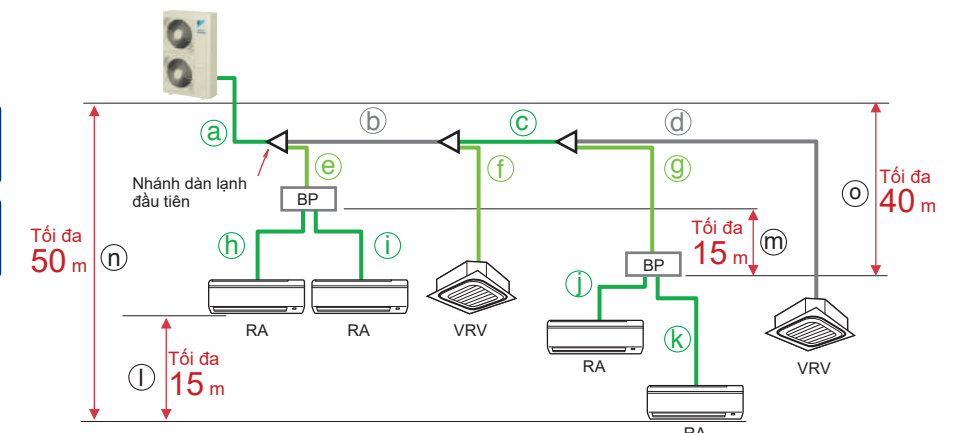 ⓐ
ⓑ
ⓒ
ⓓ
ⓔ
ⓕ
ⓖ
Nhánh dàn lạnh
đầu tiên
BP
Tối đa
40 m
ⓞ
Tối đa
15 m
ⓜ
Tối đa
50 m
ⓝ
ⓗ
ⓘ
BP
ⓙ
RA
RA
VRV
ⓚ
RA
VRV
Tối đa
15 m
ⓛ
RA